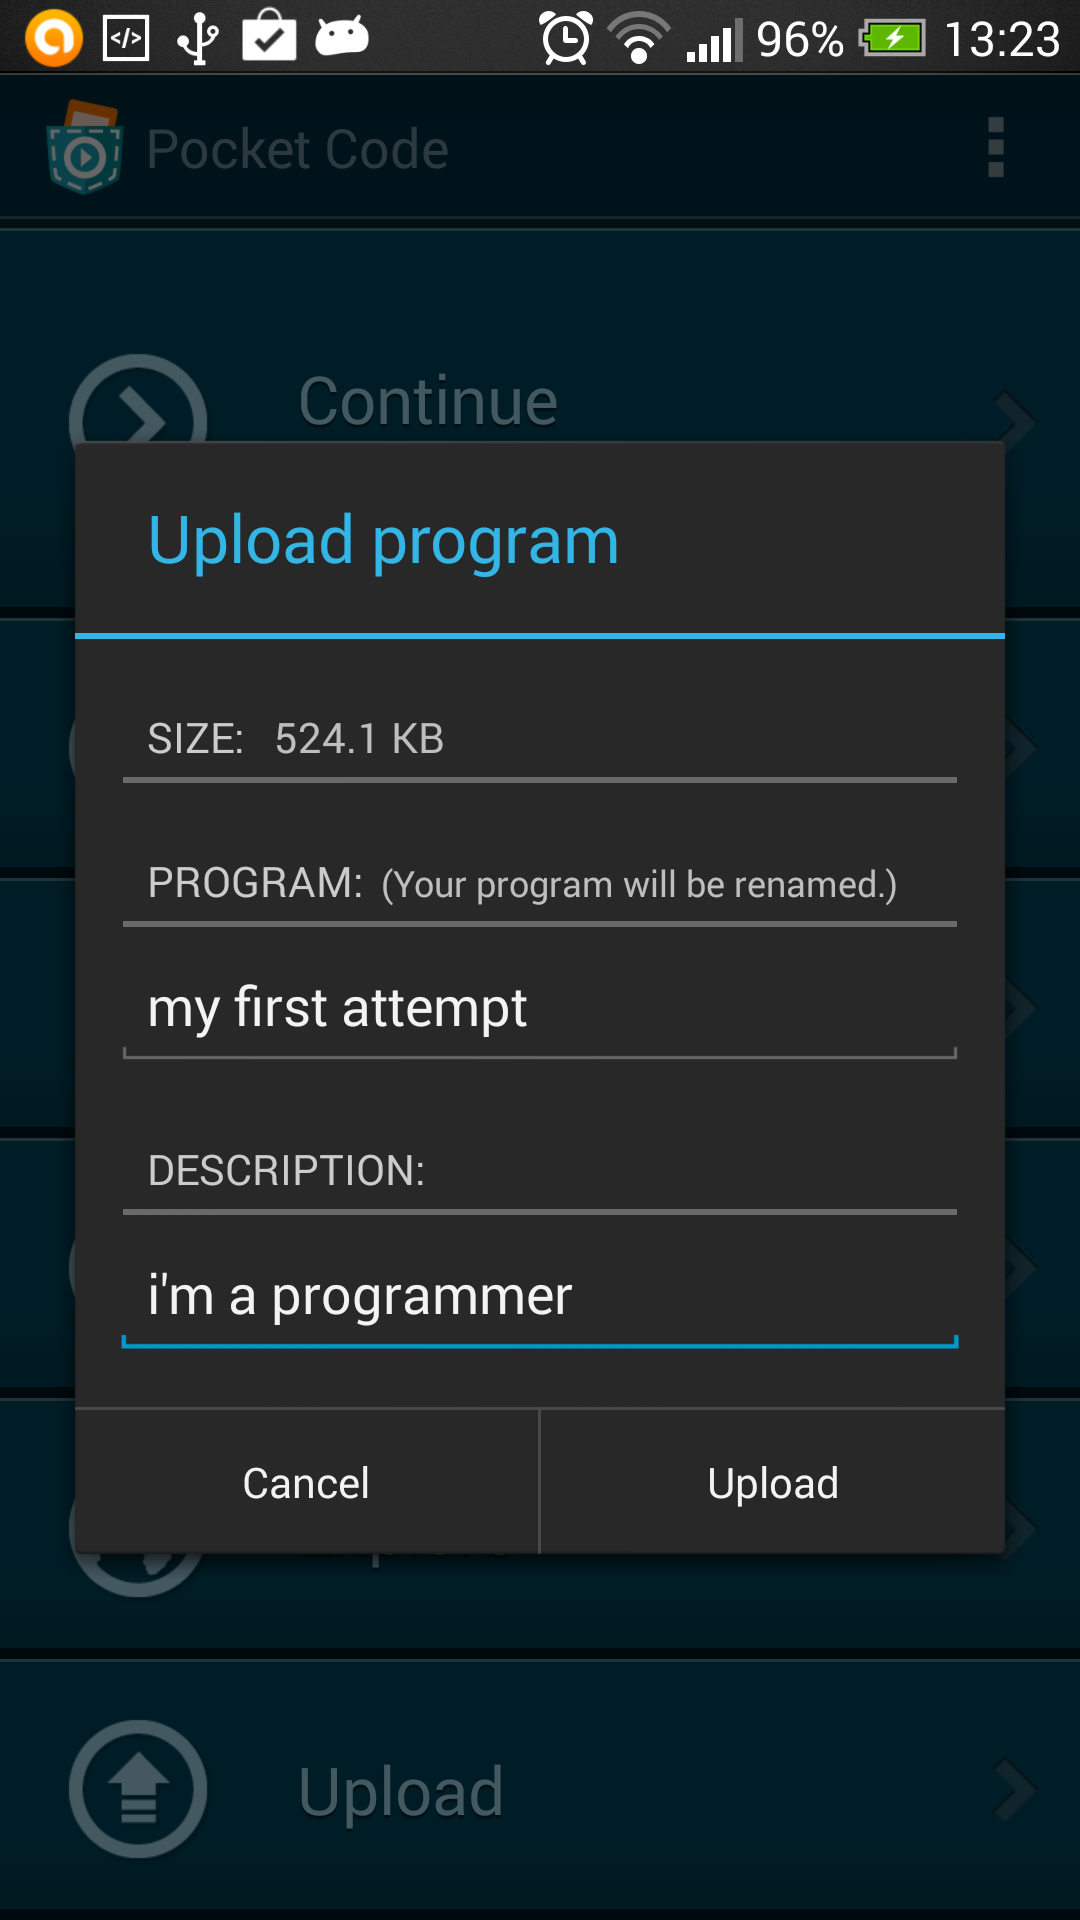 96% 13:23
Pocket Code
Continue
Upload program
SIZE: 524.1 KB
PROGRAM: (Your program will be renamed.)
my first attempt
DESCRIPTION:
i'm a programmer
Cancel Upload
Upload